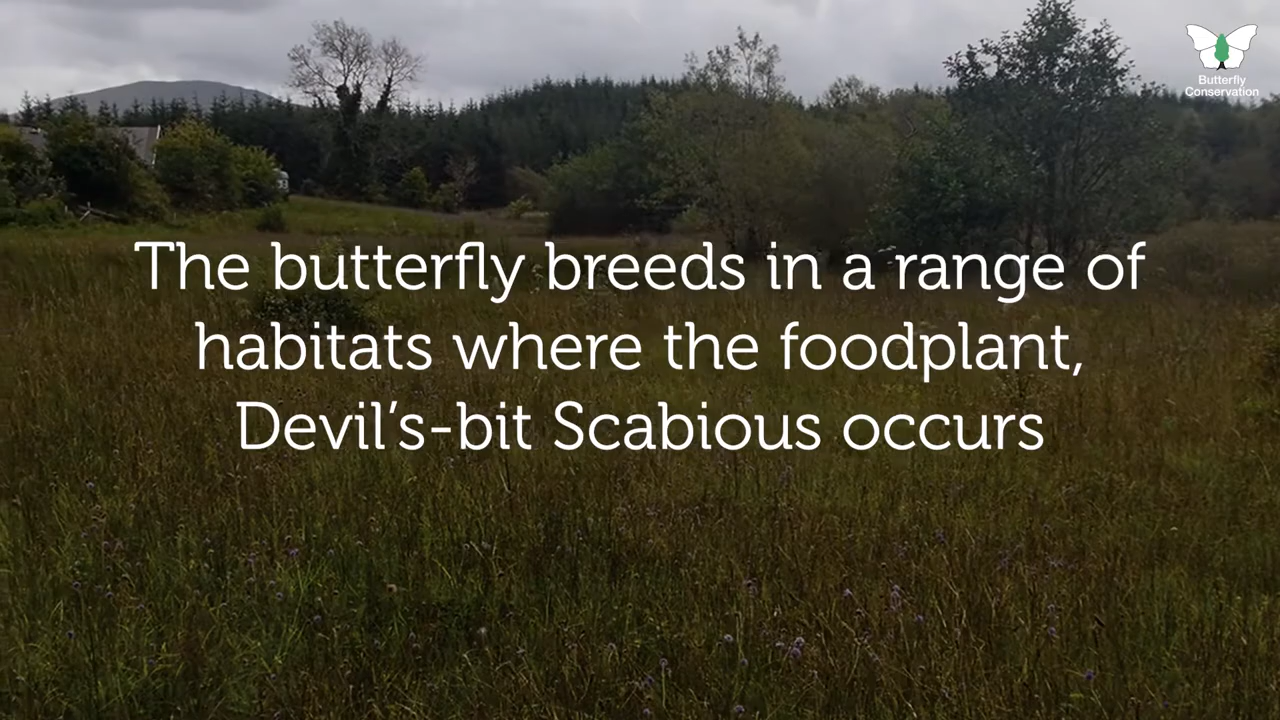 Butterfly
Conservation
The butterfly breeds in a range of
habitats where the foodplant,
Devil’s-bit Scabious occurs